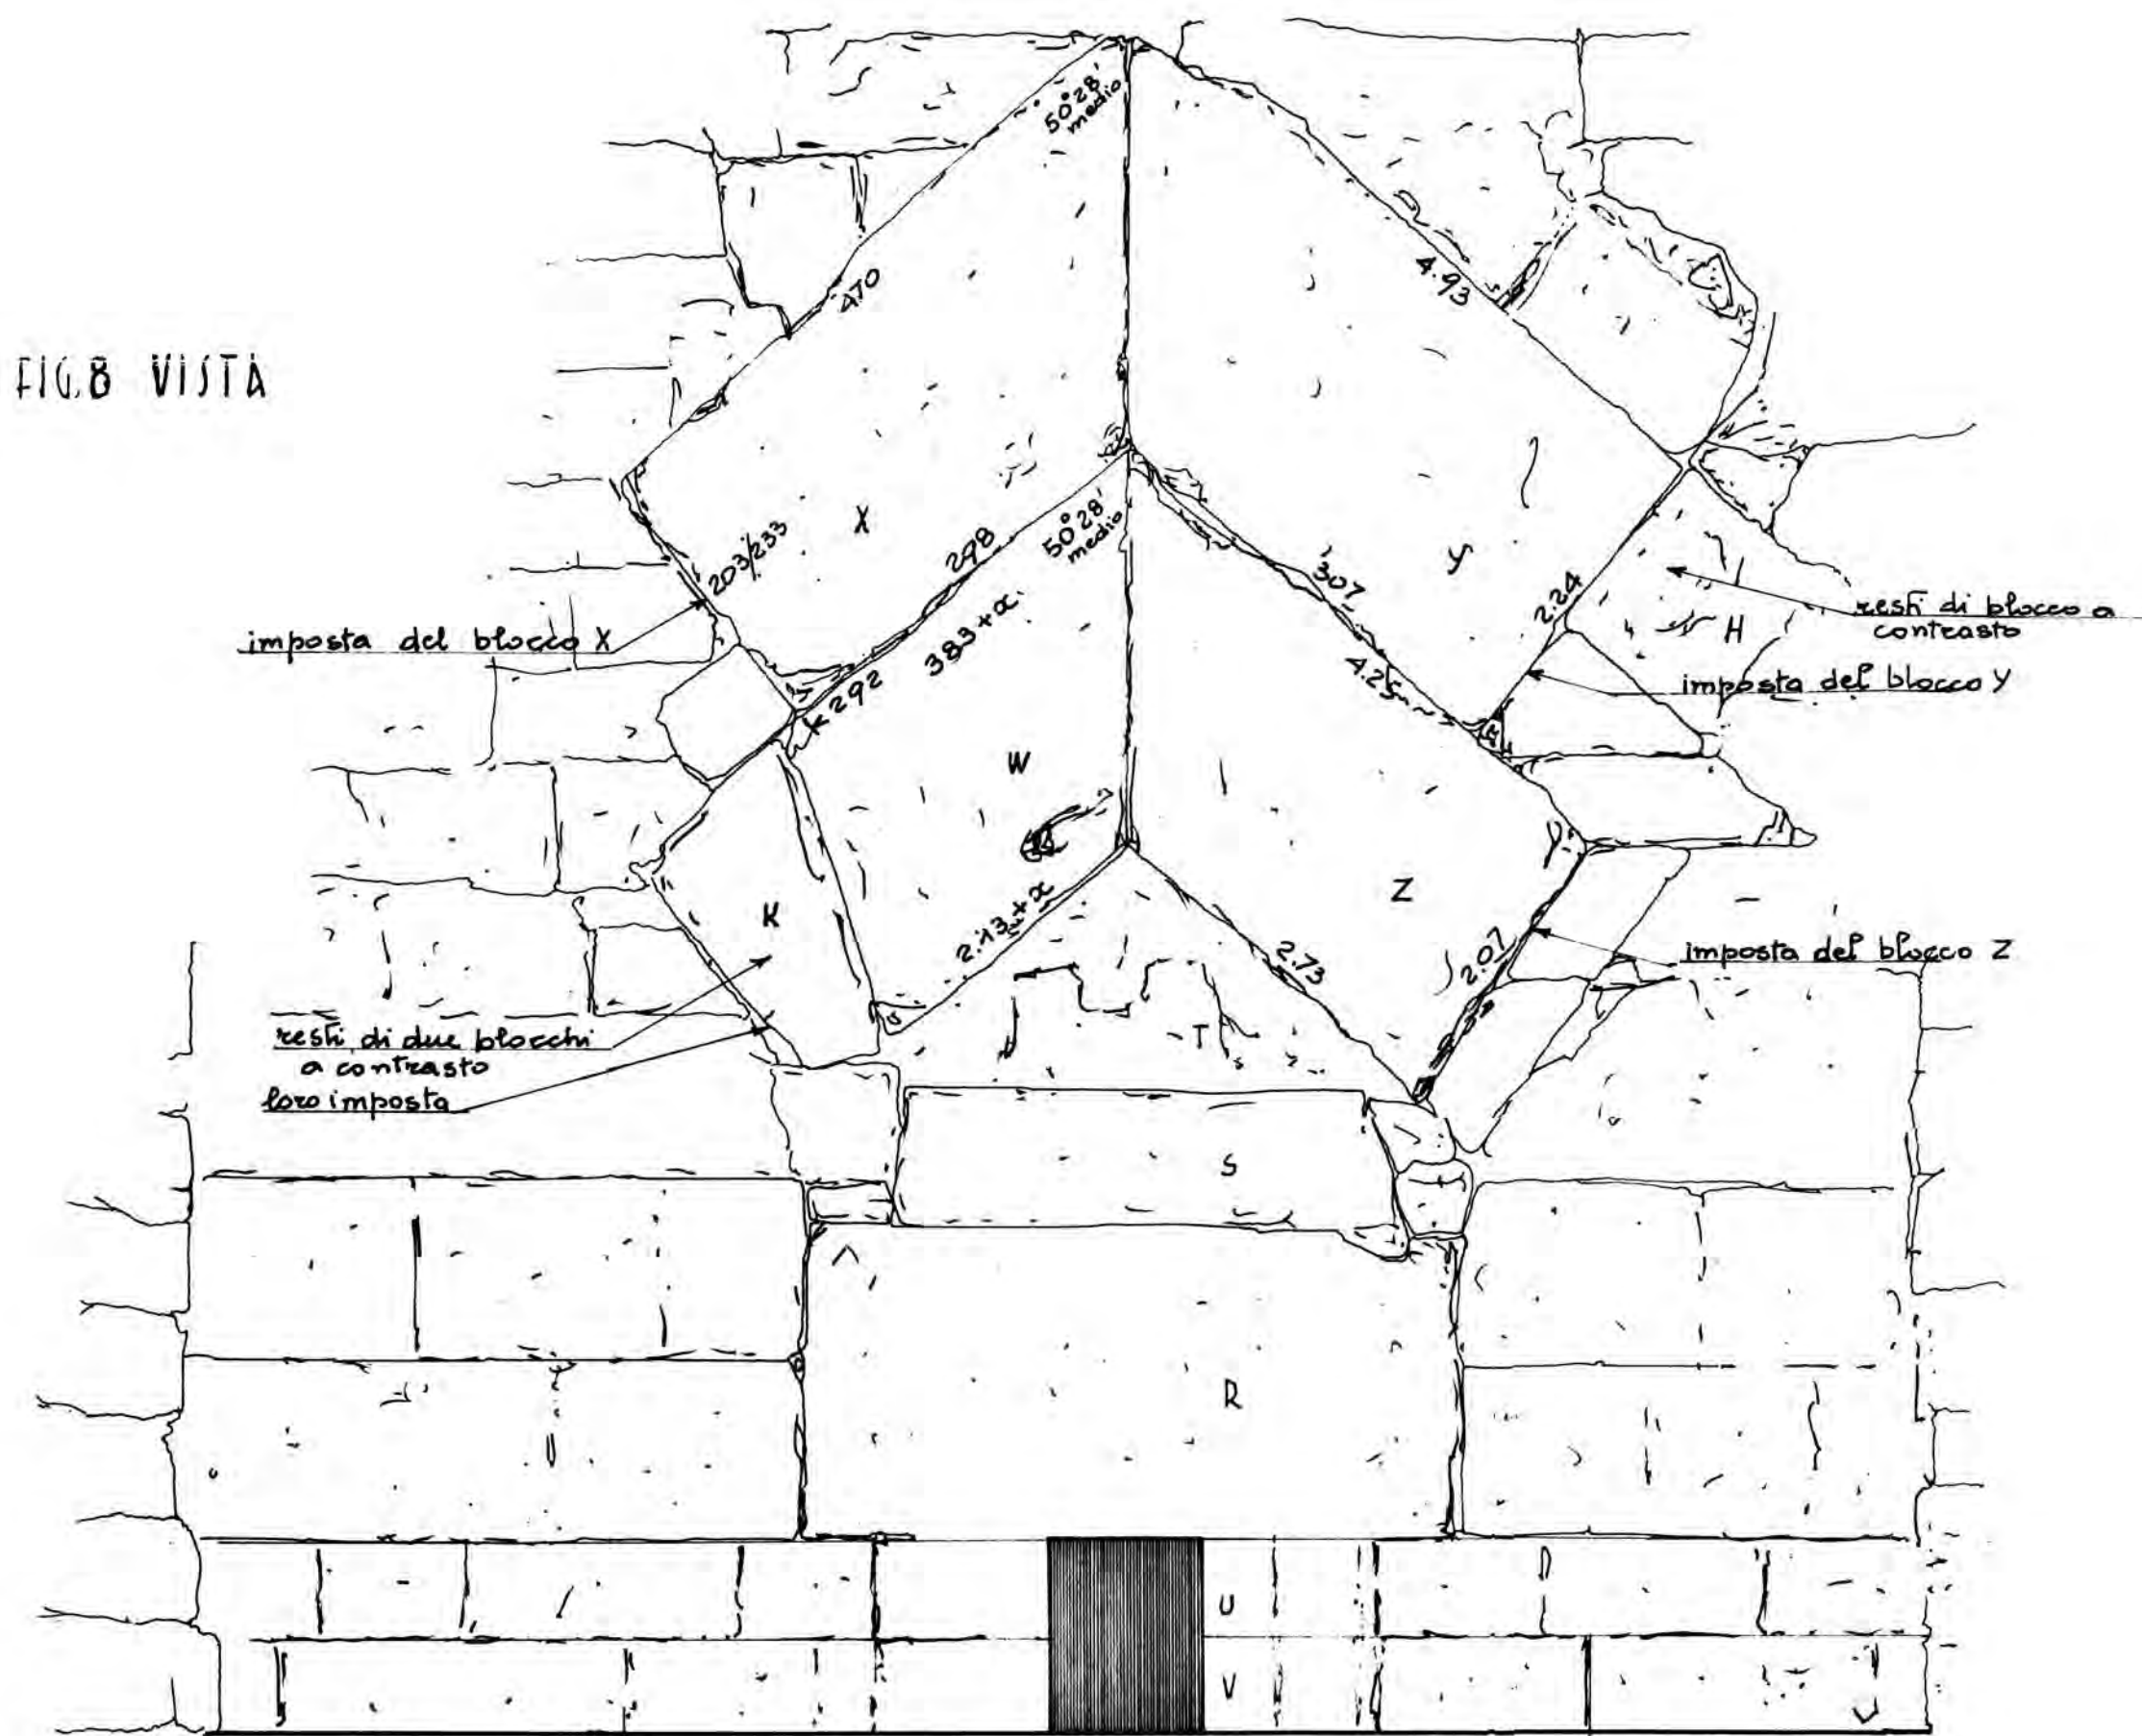 50°28'
medio
FIG.8 VISTA
470
4.93
X
203/233
298
50°28'
medio
383+x
307
Y
2.24
imposta del blocco X
292
4.25
H
resti di blocco a
contrasto
imposta del blocco Y
W
K
2.13+x
Z
2.73
2.07
imposta del blocco Z
resti di due blocchi
a contrasto
loro imposta
T
S
R
U
V